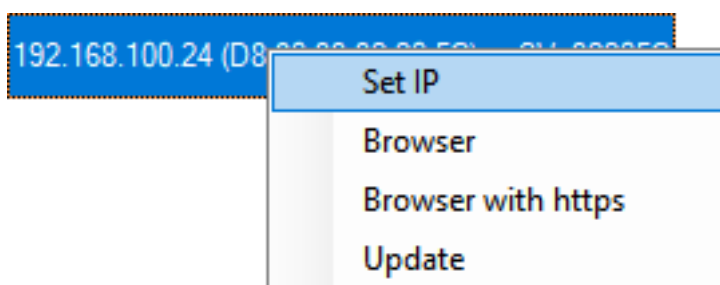 192.168.100.24 (D8
Set IP
Browser
Browser with https
Update